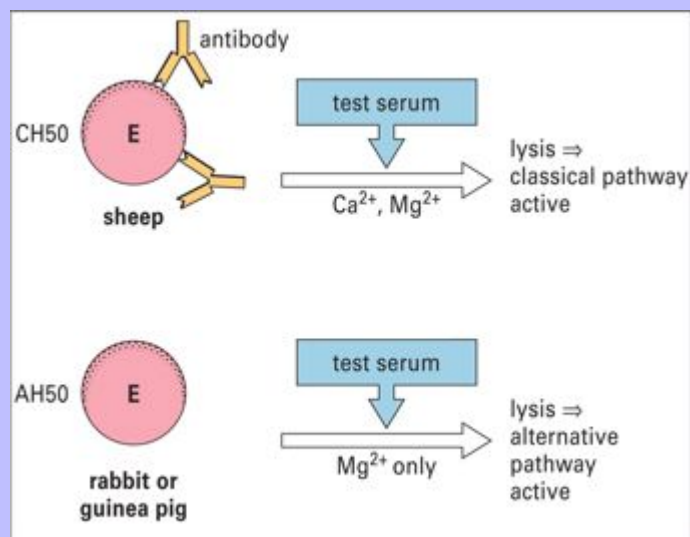 antibody
CH50
E
sheep
test serum
Ca²⁺, Mg²⁺
lysis ⇒
classical pathway
active
AH50
E
rabbit or
guinea pig
test serum
Mg²⁺ only
lysis ⇒
alternative
pathway
active